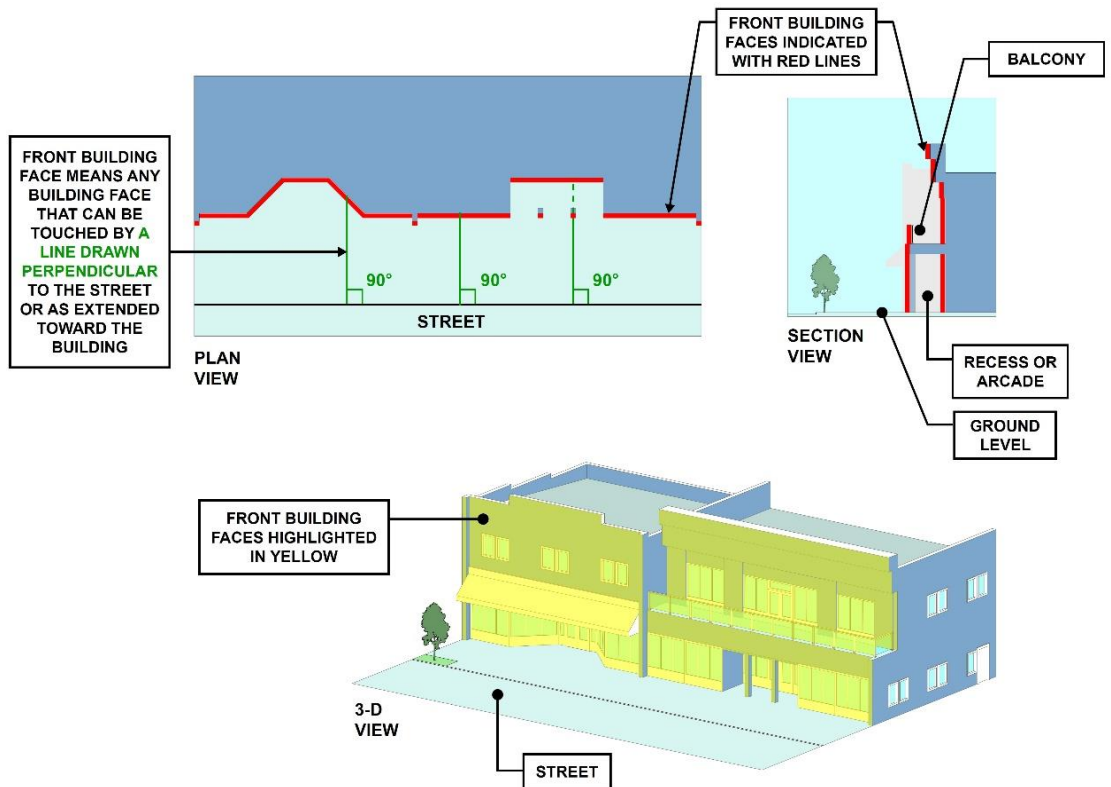 FRONT BUILDING
FACES INDICATED
WITH RED LINES
BALCONY
FRONT BUILDING
FACE MEANS ANY
BUILDING FACE
THAT CAN BE
TOUCHED BY A
LINE DRAWN
PERPENDICULAR
TO THE STREET
OR AS EXTENDED
TOWARD THE
BUILDING
90°
90°
90°
STREET
PLAN
VIEW
SECTION
VIEW
RECESS OR
ARCADE
GROUND
LEVEL
FRONT BUILDING
FACES HIGHLIGHTED
IN YELLOW
3-D
VIEW
STREET